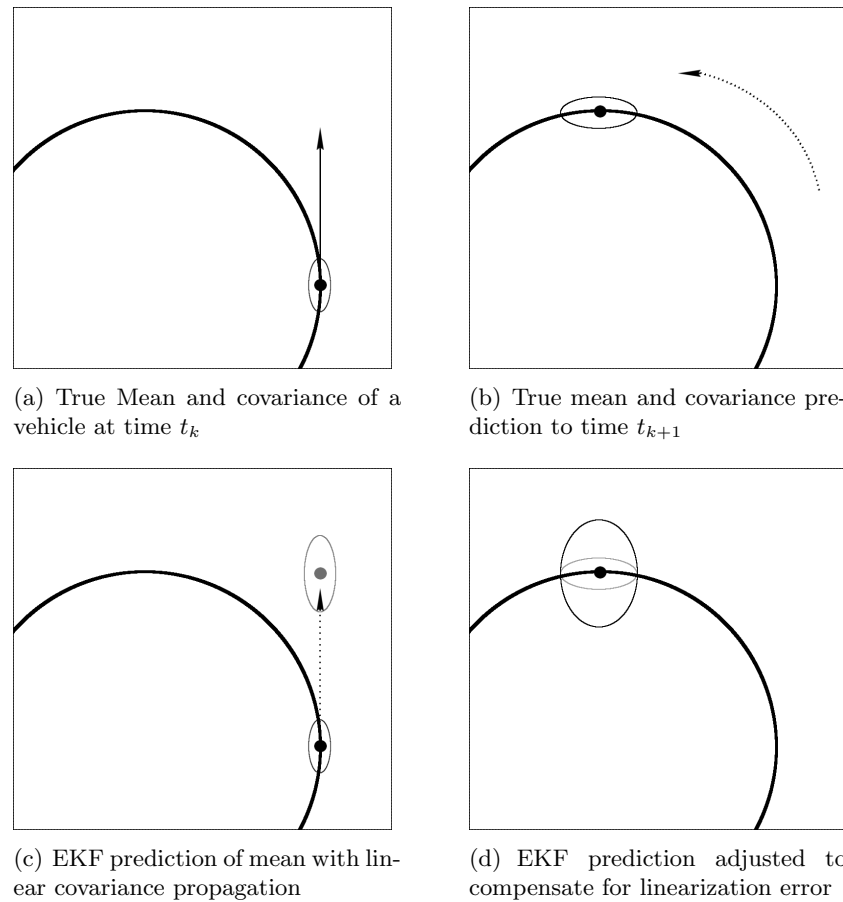 (a) True Mean and covariance of a
vehicle at time t_k
(b) True mean and covariance pre-
diction to time t_{k+1}
(c) EKF prediction of mean with lin-
ear covariance propagation
(d) EKF prediction adjusted to
compensate for linearization error